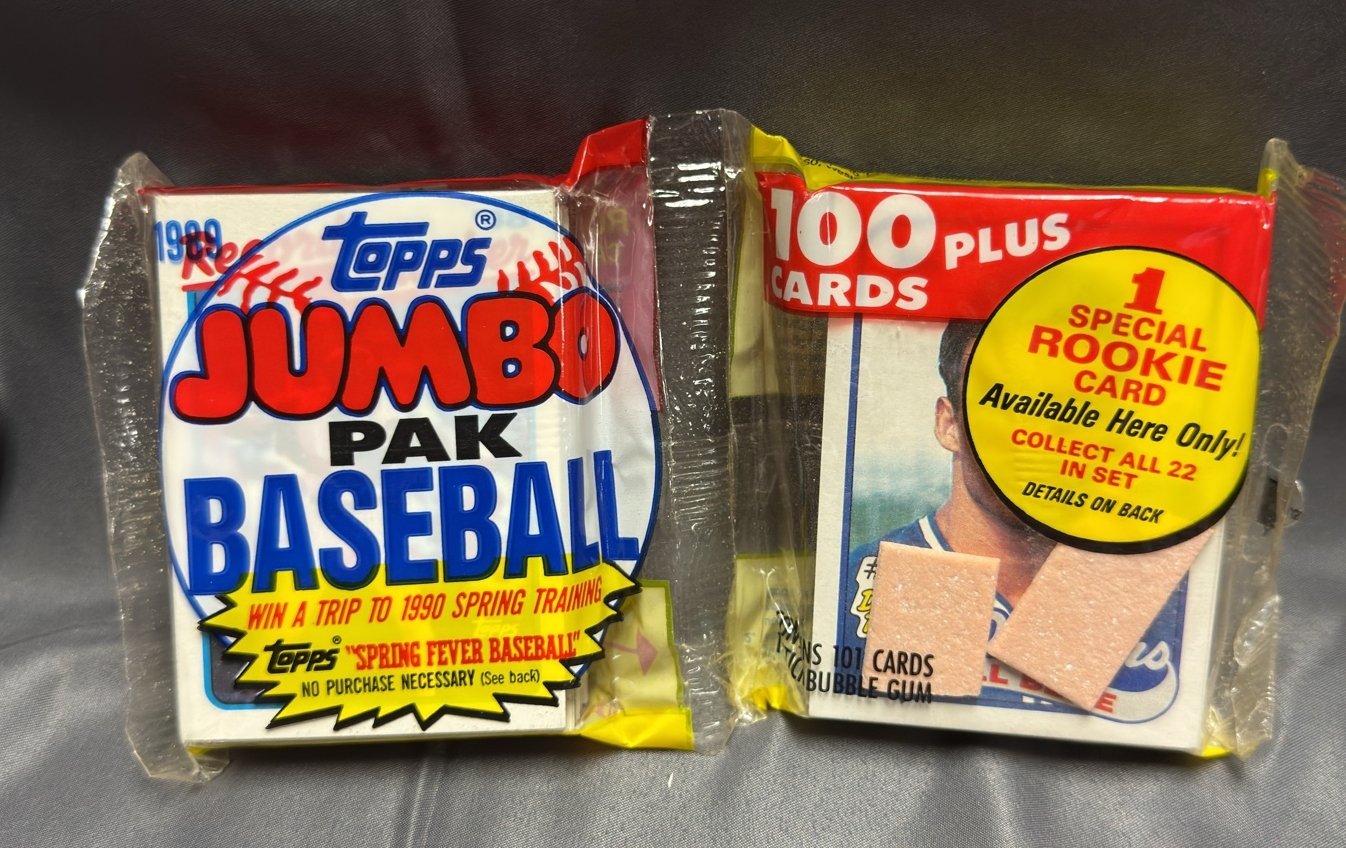 1989
Topps®
JUMBO
PAK
BASEBALL
WIN A TRIP TO 1990 SPRING TRAINING
Topps® "SPRING FEVER BASEBALL"
NO PURCHASE NECESSARY (See back)
100 PLUS
CARDS
1
SPECIAL
ROOKIE
CARD
Available Here Only!
COLLECT ALL 22
IN SET
DETAILS ON BACK
101 CARDS
BUBBLE GUM